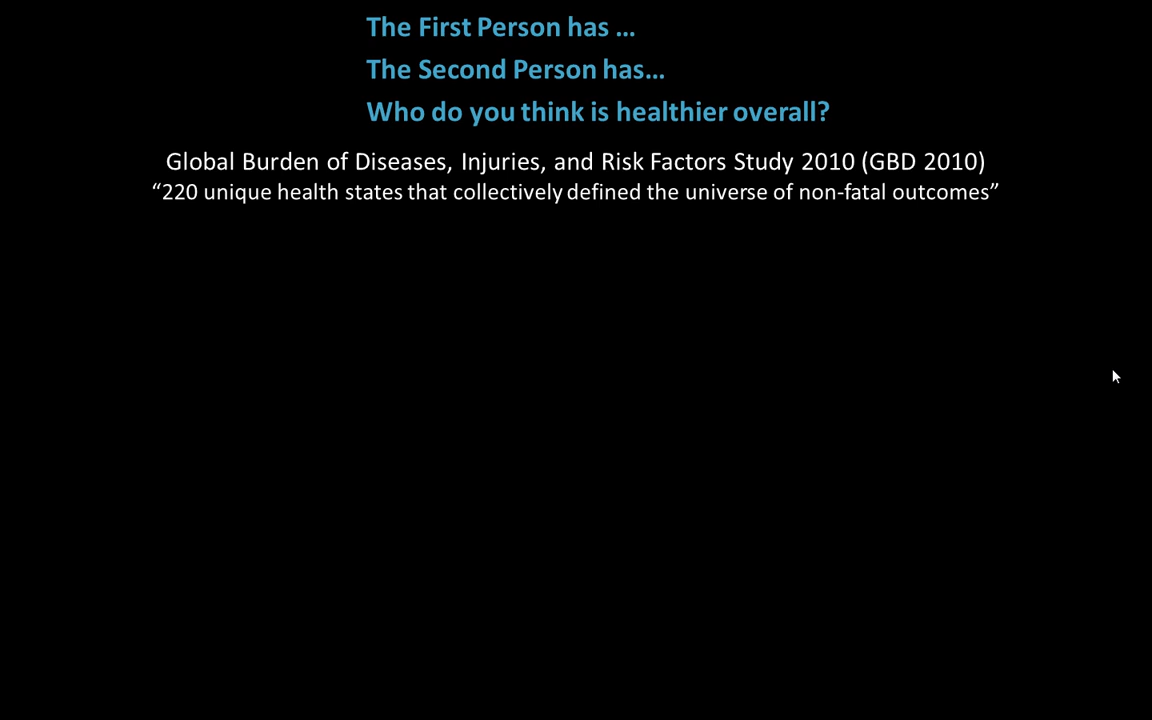 The First Person has …
The Second Person has…
Who do you think is healthier overall?
Global Burden of Diseases, Injuries, and Risk Factors Study 2010 (GBD 2010)
“220 unique health states that collectively defined the universe of non-fatal outcomes”